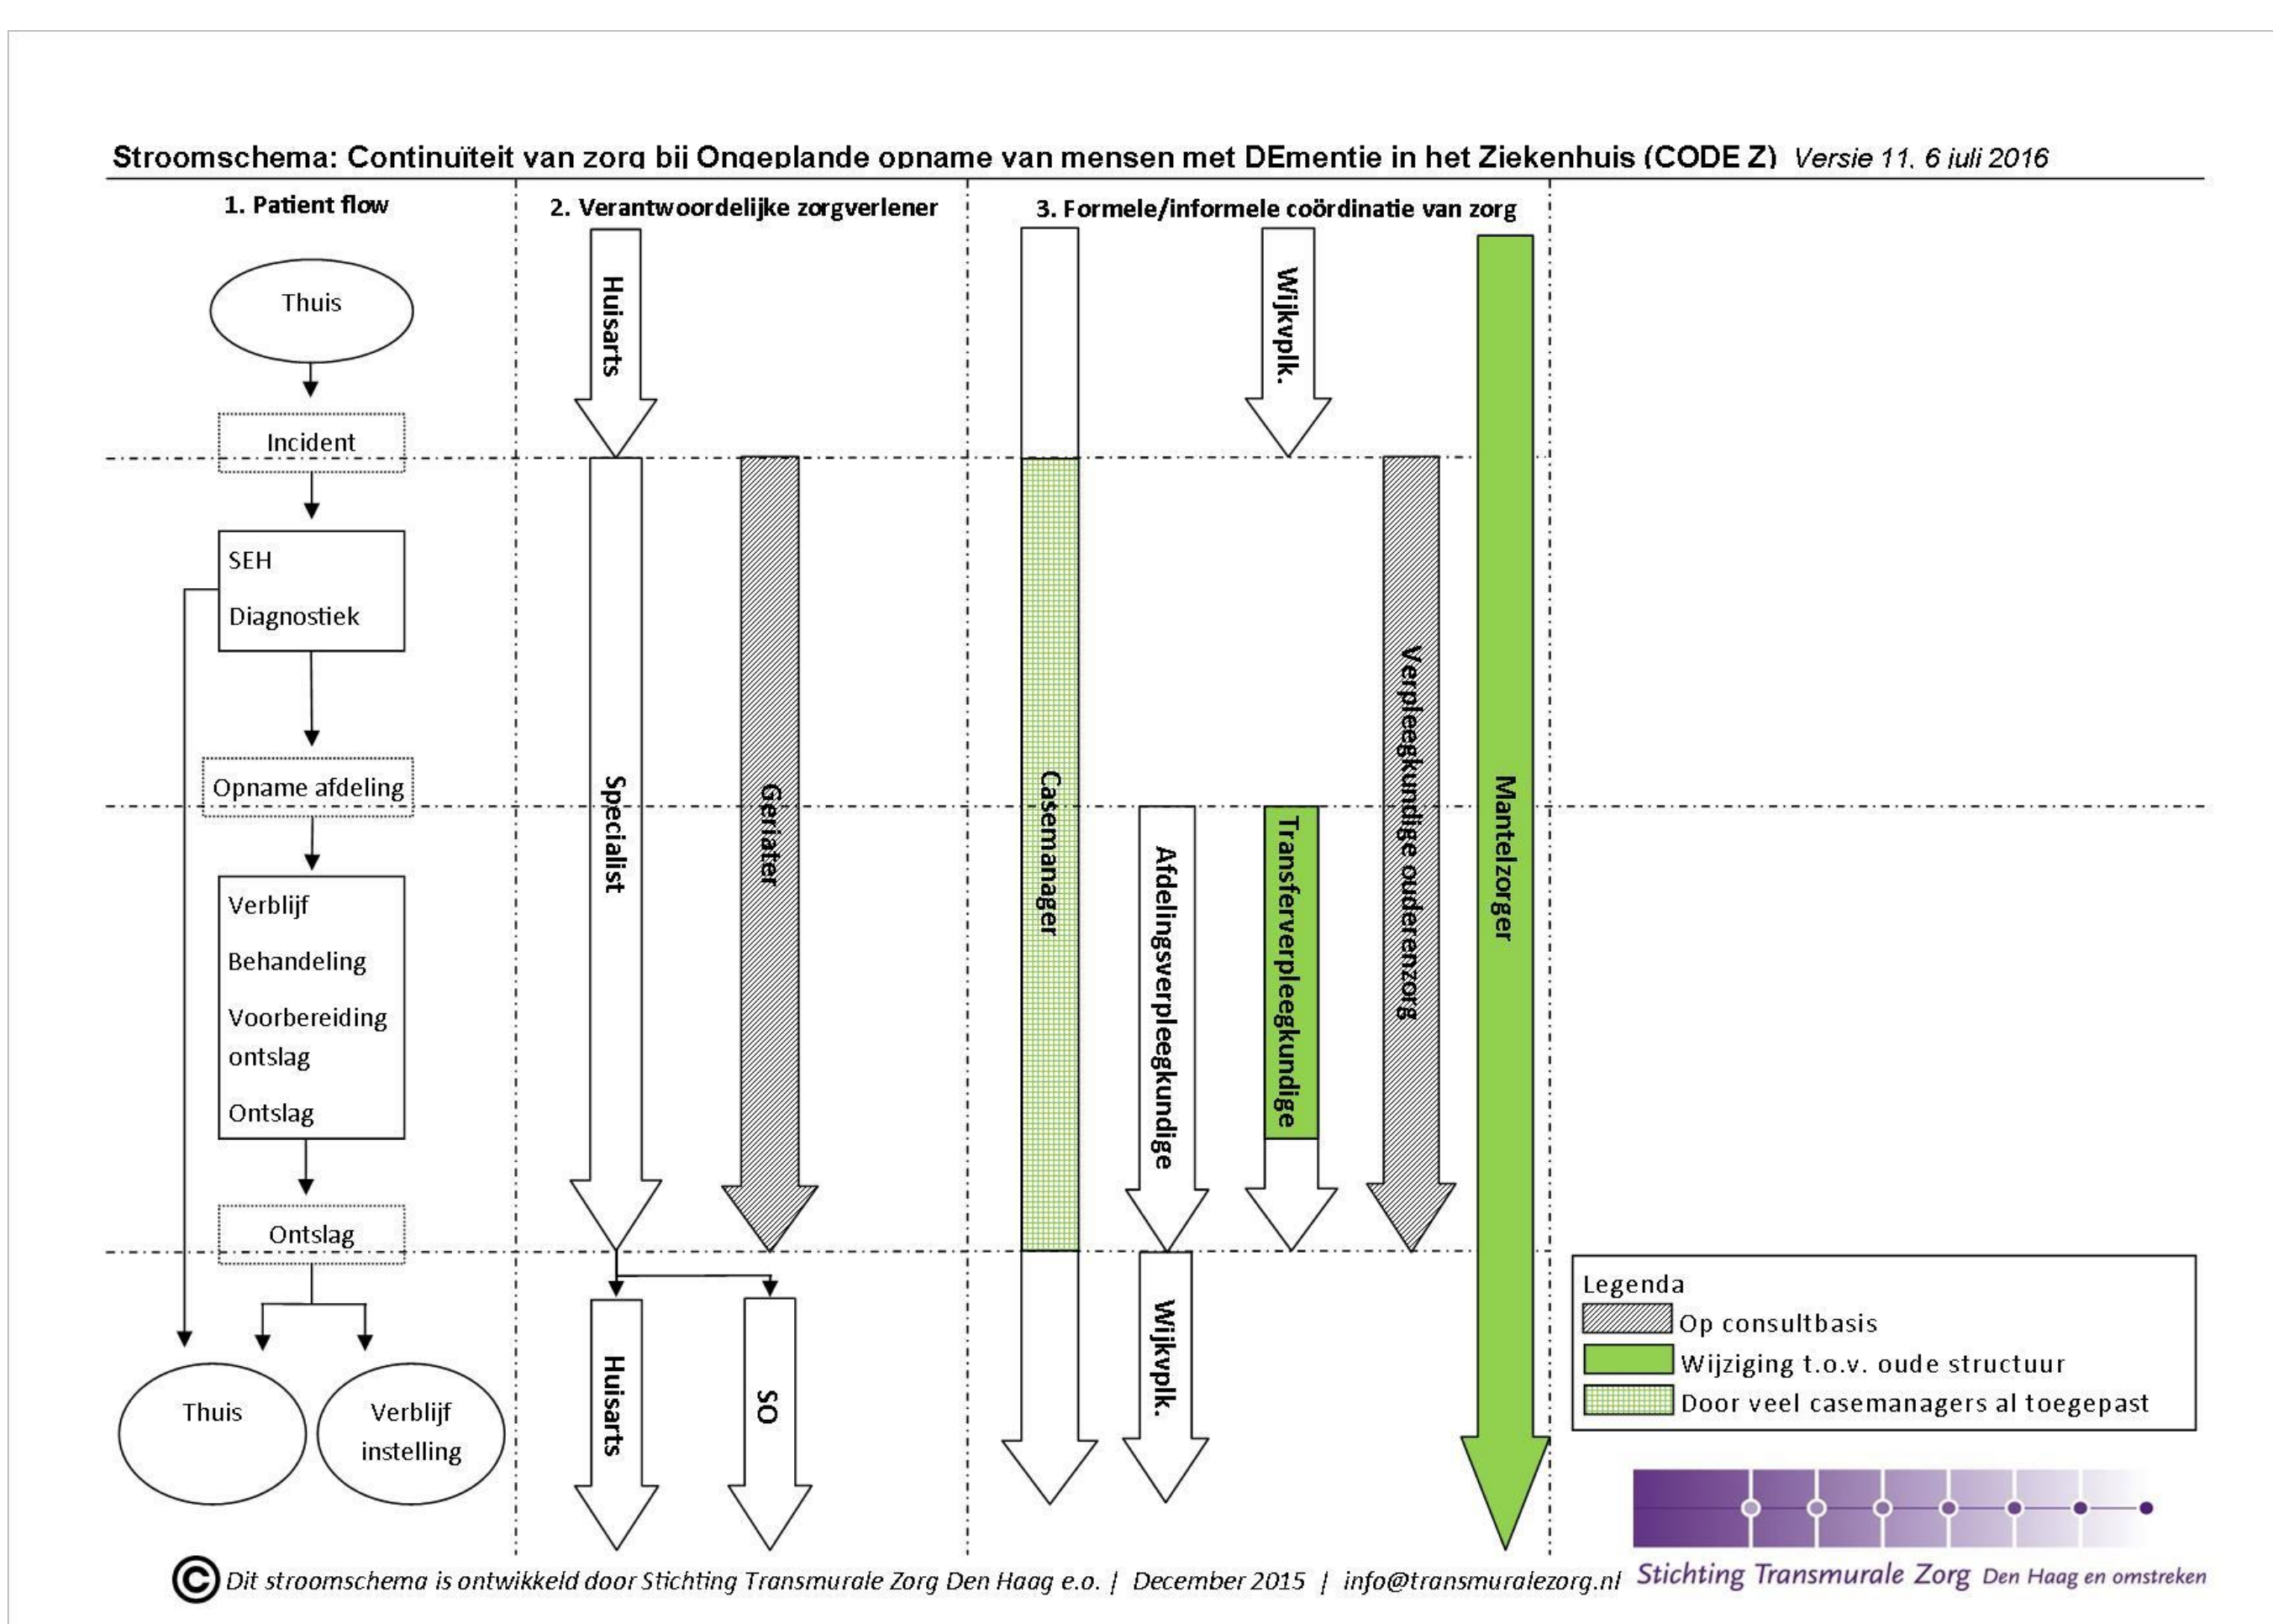 Stroomschema: Continuïteit van zorg bij Ongeplande opname van mensen met DEmentie in het Ziekenhuis (CODE Z) Versie 11. 6 juli 2016
1. Patient flow
2. Verantwoordelijke zorgverlener
3. Formele/informele coördinatie van zorg
Thuis
Incident
SEH
Diagnostiek
Opname afdeling
Verblijf
Behandeling
Voorbereiding
ontslag
Ontslag
Ontslag
Thuis
Verblijf
instelling
Huisarts
Specialist
Geriater
Huisarts
SO
Casemanager
Wijkvplk.
Afdelingsverpleegkundige
Transferverpleegkundige
Verpleegkundige ouderenzorg
Mantelzorger
Wijkvplk.
Legenda
Op consultbasis
Wijziging t.o.v. oude structuur
Door veel casemanagers al toegepast
© Dit stroomschema is ontwikkeld door Stichting Transmurale Zorg Den Haag e.o. | December 2015 | info@transmuralezorg.nl
Stichting Transmurale Zorg Den Haag en omstreken